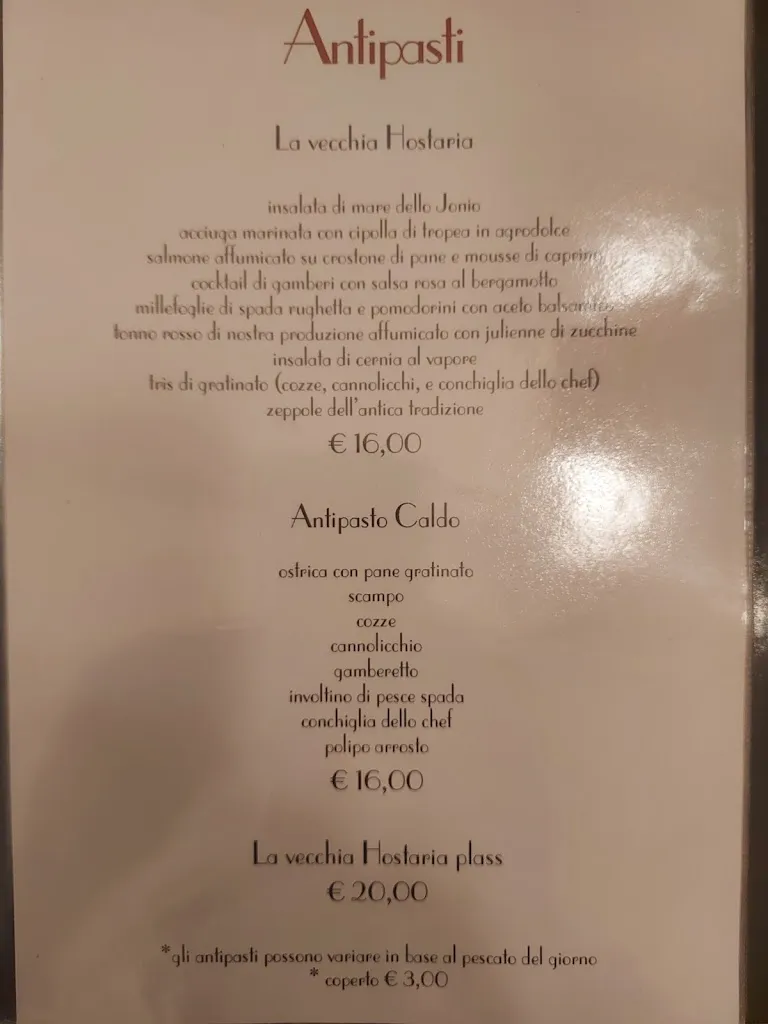 Antipasti
La vecchia Hostaria
insalata di mare dello Jonio
acciuga marinata con cipolla di tropea in agrodolce
salmone affumicato su crostone di pane e mousse di caprino
cocktail di gamberi con salsa rosa al bergamotto
millefoglie di spada rughetta e pomodorini con aceto balsamico
tonno rosso di nostra produzione affumicato con julienne di zucchine
insalata di cernia al vapore
tris di gratinato (cozze, cannolicchi, e conchiglia dello chef)
zeppole dell'antica tradizione
€ 16,00
Antipasto Caldo
ostrica con pane gratinato
scampo
cozze
cannolicchio
gamberetto
involtino di pesce spada
conchiglia dello chef
polipo arrosto
€ 16,00
La vecchia Hostaria plass
€ 20,00
*gli antipasti possono variare in base al pescato del giorno
* coperto € 3,00